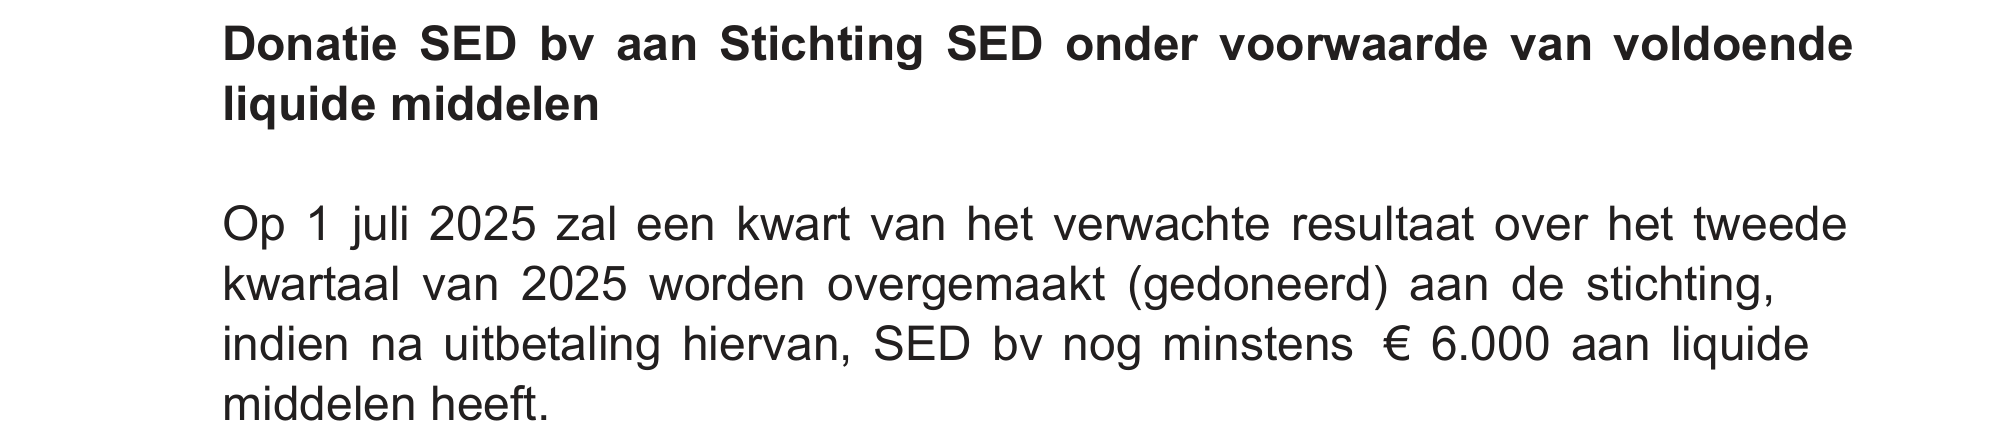 Donatie SED bv aan Stichting SED onder voorwaarde van voldoende
liquide middelen
Op 1 juli 2025 zal een kwart van het verwachte resultaat over het tweede
kwartaal van 2025 worden overgemaakt (gedoneerd) aan de stichting,
indien na uitbetaling hiervan, SED bv nog minstens € 6.000 aan liquide
middelen heeft.